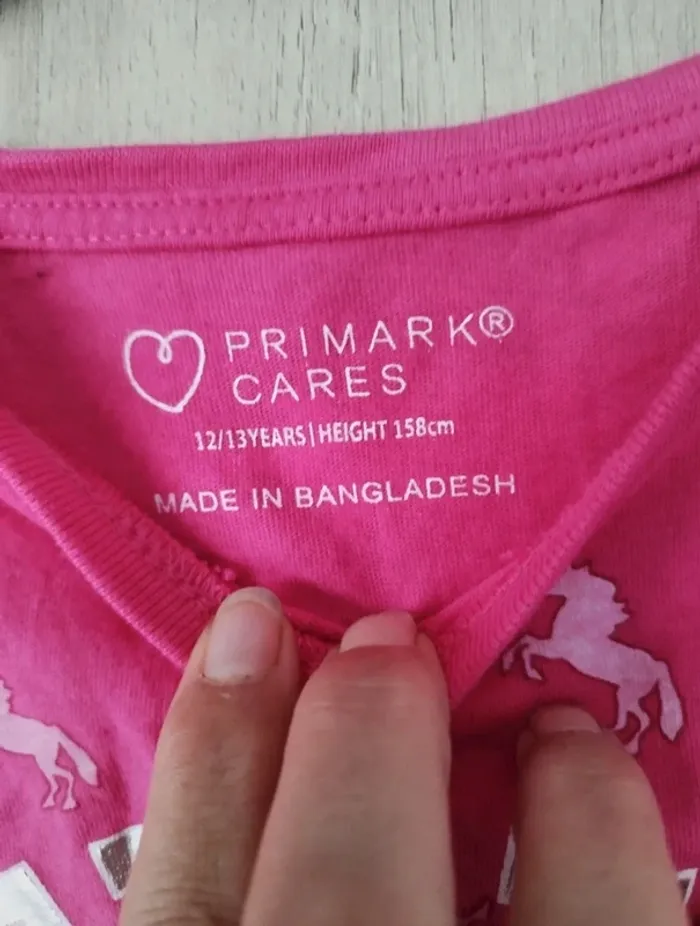 PRIMARK®
CARES
12/13YEARS|HEIGHT 158cm
MADE IN BANGLADESH